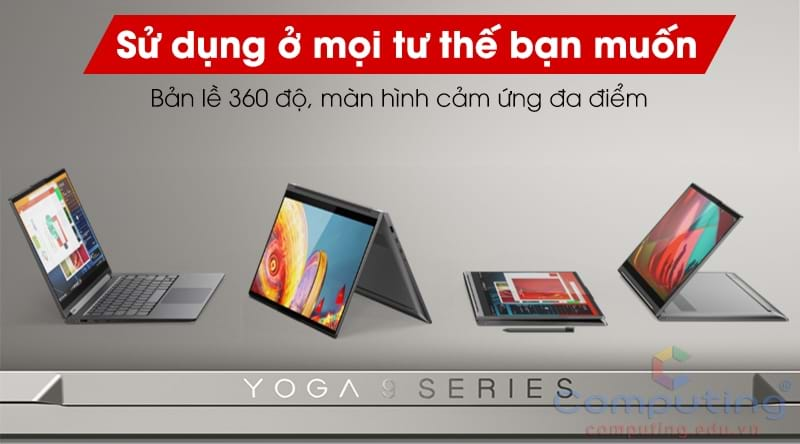 Sử dụng ở mọi tư thế bạn muốn
Bản lề 360 độ, màn hình cảm ứng đa điểm
YOGA 9 SERIES
Computing®
computing.edu.vn